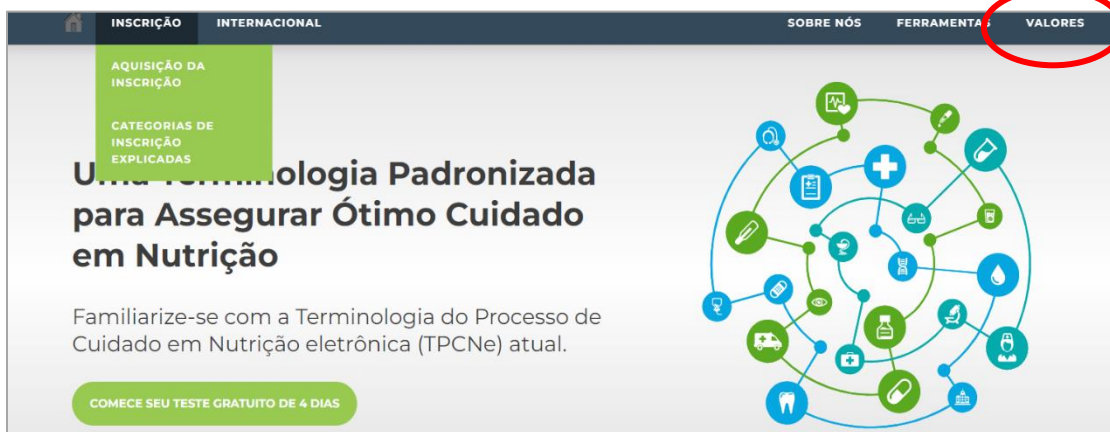 INSCRIÇÃO INTERNACIONAL SOBRE NÓS FERRAMENTAS VALORES
AQUISIÇÃO DA
INSCRIÇÃO
CATEGORIAS DE
INSCRIÇÃO
EXPLICADAS
Uma Terminologia Padronizada
para Assegurar Ótimo Cuidado
em Nutrição
Familiarize-se com a Terminologia do Processo de
Cuidado em Nutrição eletrônica (TPCNe) atual.
COMECE SEU TESTE GRATUITO DE 4 DIAS